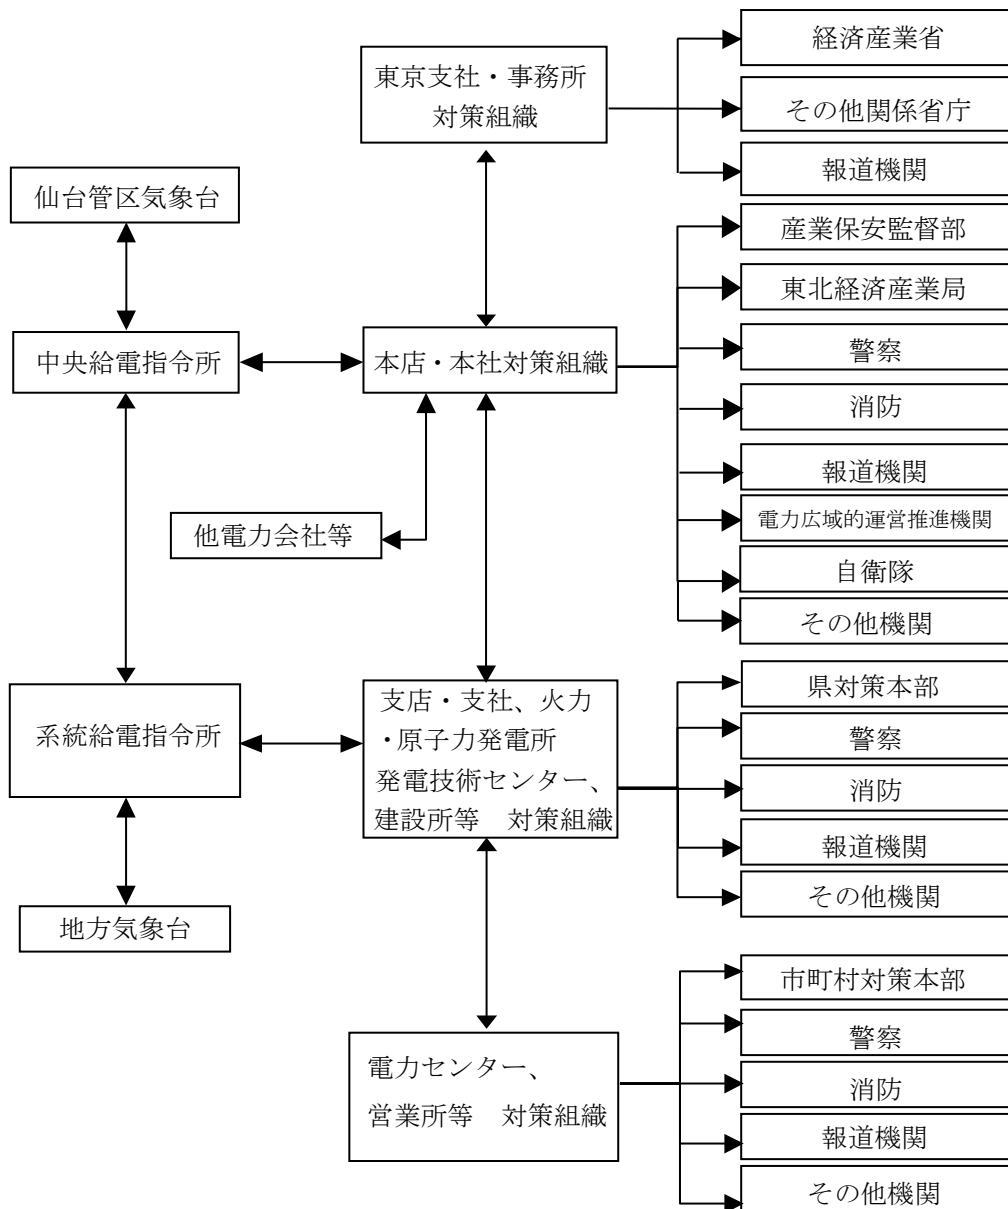 経済産業省
東京支社・事務所
対策組織
その他関係省庁
報道機関
仙台管区気象台
産業保安監督部
東北経済産業局
中央給電指令所
本店・本社対策組織
警察
消防
報道機関
他電力会社等
電力広域的運営推進機関
自衛隊
その他機関
系統給電指令所
支店・支社、火力
・原子力発電所
発電技術センター、
建設所等　対策組織
県対策本部
警察
消防
報道機関
その他機関
地方気象台
市町村対策本部
電力センター、
営業所等　対策組織
警察
消防
報道機関
その他機関